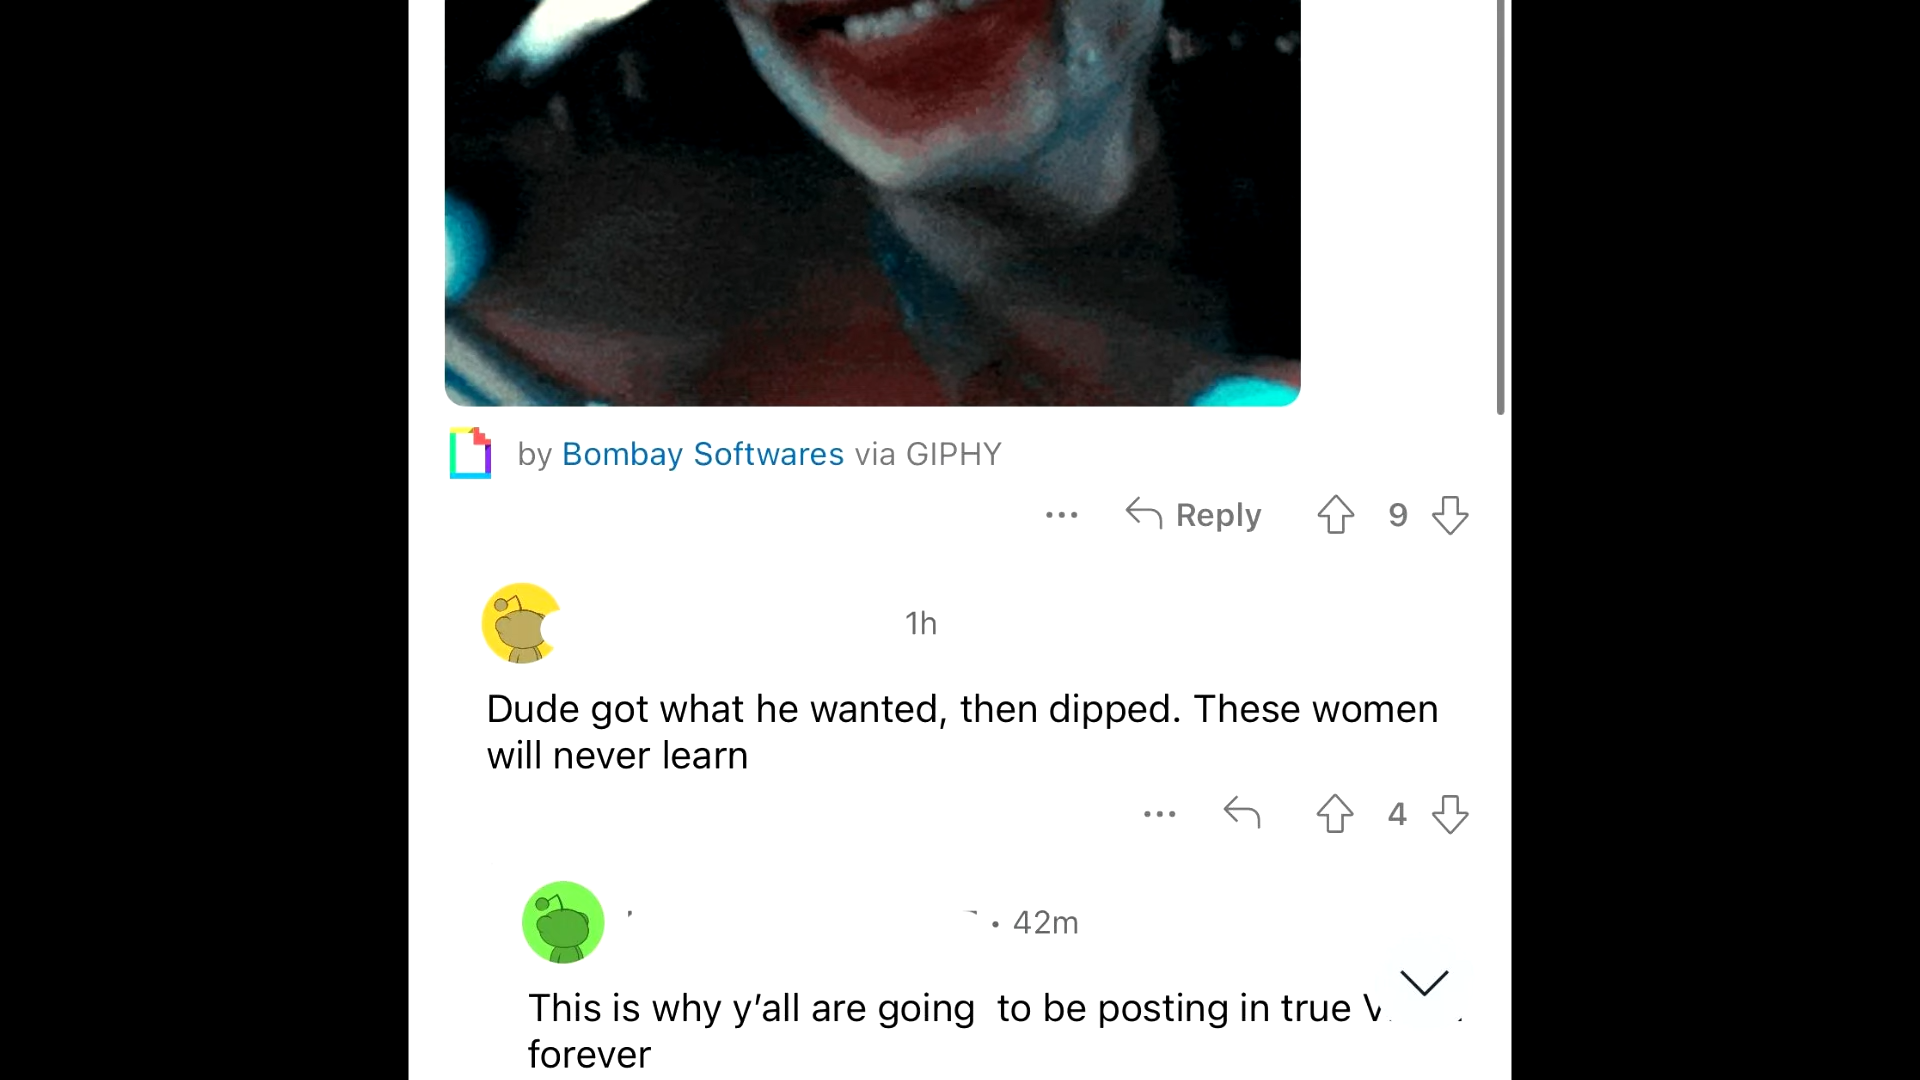 by Bombay Softwares via GIPHY
... Reply 9
1h
Dude got what he wanted, then dipped. These women
will never learn
... 4
• 42m
This is why y’all are going to be posting in true
forever